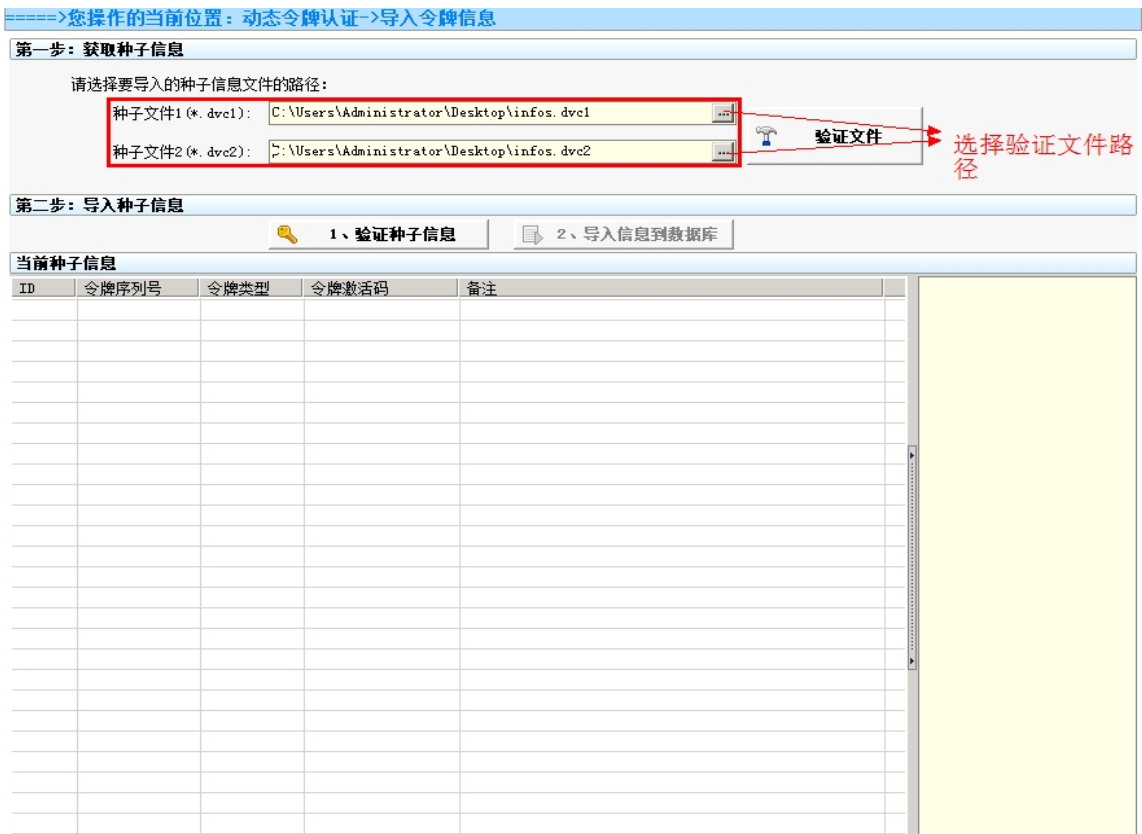 =====>您操作的当前位置：动态令牌认证->导入令牌信息
第一步：获取种子信息
请选择要导入的种子信息文件的路径：
种子文件1(*.dvc1)： C:\Users\Administrator\Desktop\infos.dvc1 ...
种子文件2(*.dvc2)： C:\Users\Administrator\Desktop\infos.dvc2 ...
验证文件
选择验证文件路
径
第二步：导入种子信息
1、验证种子信息 2、导入信息到数据库
当前种子信息
ID 令牌序列号 令牌类型 令牌激活码 备注